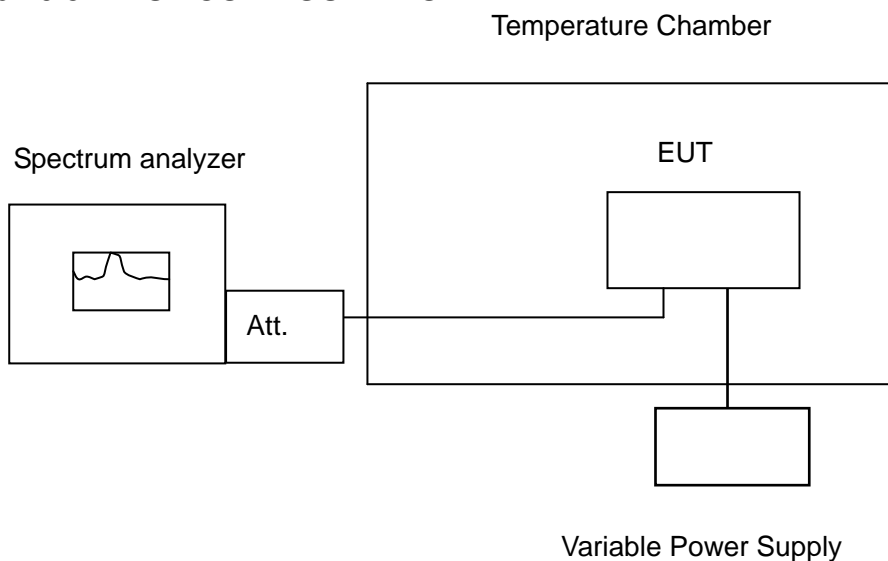 Temperature Chamber
Spectrum analyzer
EUT
Att.
Variable Power Supply